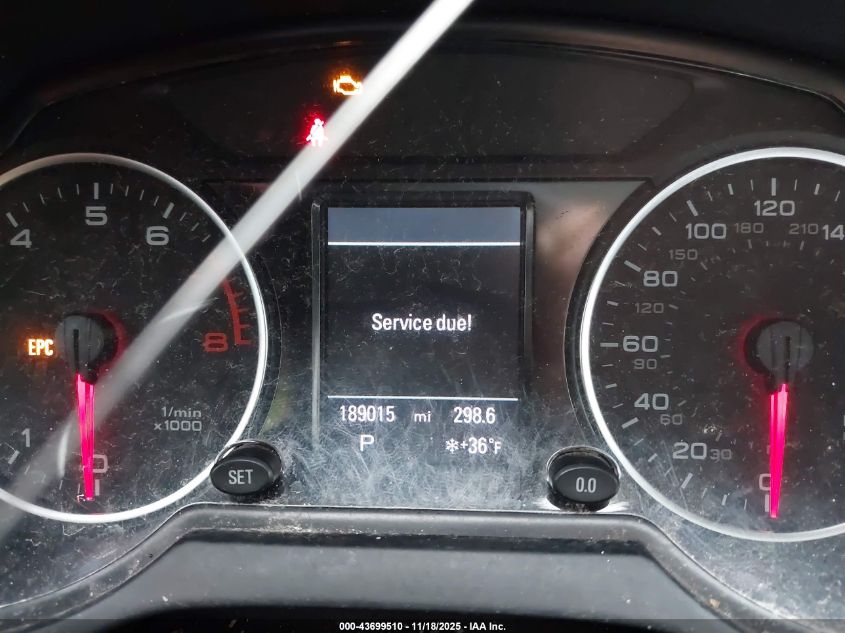 4 5 6
8
EPC
1/min
x1000
1
0
SET
Service due!
189015 mi 298.6
P *+36°F
0.0
120
100 180 210 14
150
80
120
60
90
40
60
20 30
0
000-43699510 - 11/18/2025 - IAA Inc.